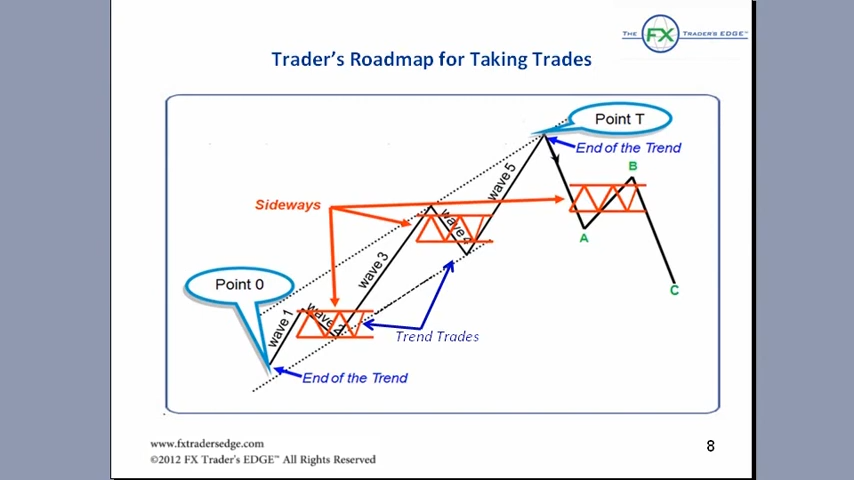 THE FX TRADER'S EDGE™
Trader's Roadmap for Taking Trades
Point T
End of the Trend
B
wave 5
Sideways
wave 4
A
wave 3
Point 0
C
wave 1
wave 2
Trend Trades
End of the Trend
www.fxtradersedge.com
8
©2012 FX Trader's EDGE™ All Rights Reserved